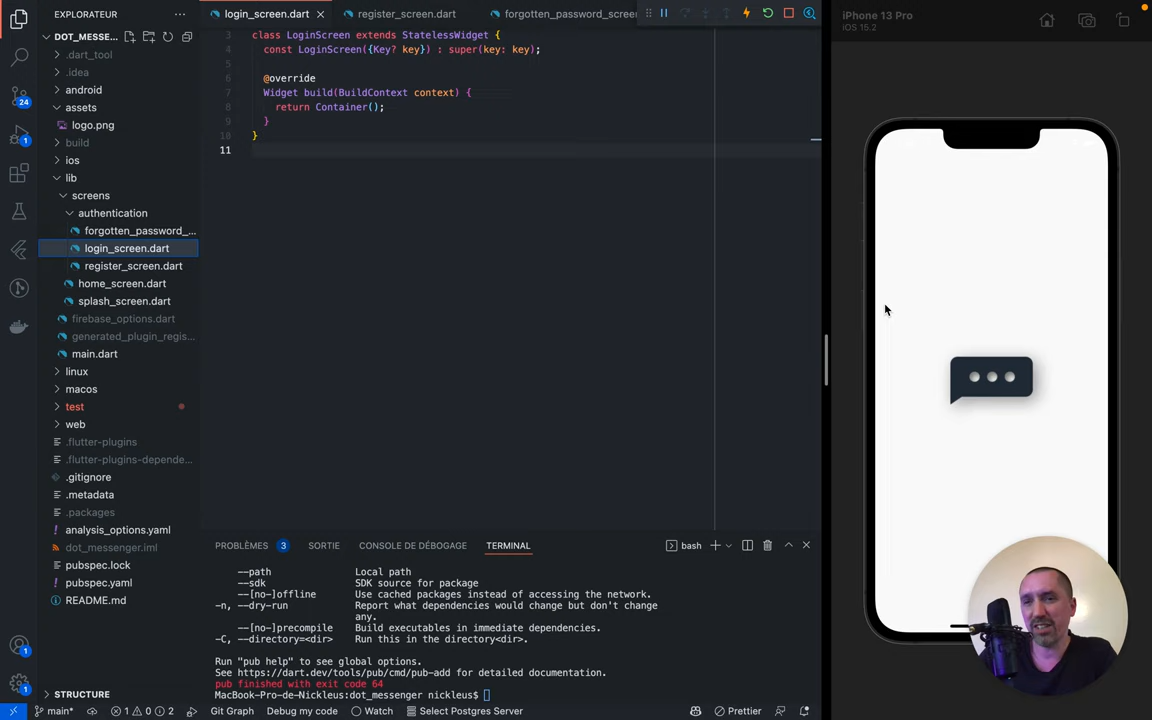 EXPLORATEUR
DOT_MESSE...
.dart_tool
.idea
android
assets
logo.png
build
ios
lib
screens
authentication
forgotten_password_...
login_screen.dart
register_screen.dart
home_screen.dart
splash_screen.dart
firebase_options.dart
generated_plugin_regis...
main.dart
linux
macos
test
web
.flutter-plugins
.flutter-plugins-depende...
.gitignore
.metadata
.packages
analysis_options.yaml
dot_messenger.iml
pubspec.lock
pubspec.yaml
README.md
STRUCTURE
24
1
1
1
login_screen.dart
register_screen.dart
forgotten_password_screen
3 class LoginScreen extends StatelessWidget {
4 const LoginScreen({Key? key}) : super(key: key);
5
6 @override
7 Widget build(BuildContext context) {
8 return Container();
9 }
10 }
11
PROBLÈMES 3 SORTIE CONSOLE DE DÉBOGAGE TERMINAL bash
--path Local path
--sdk SDK source for package
--[no-]offline Use cached packages instead of accessing the network.
-n, --dry-run Report what dependencies would change but don't change
any.
--[no-]precompile Build executables in immediate dependencies.
-C, --directory=<dir> Run this in the directory<dir>.
Run "pub help" to see global options.
See https://dart.dev/tools/pub/cmd/pub-add for detailed documentation.
pub finished with exit code 64
MacBook-Pro-de-Nickleus:dot_messenger nickleus$
main* 1 0 2 Git Graph Debug my code Watch Select Postgres Server Prettier
iPhone 13 Pro
iOS 15.2